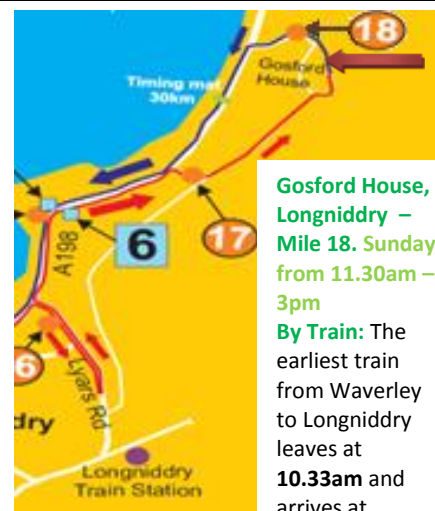 18
Gosford
House
Timing mat
30km
17
6
A198
6
Lyars Rd
dry
Longniddry
Train Station
Gosford House,
Longniddry –
Mile 18. Sunday
from 11.30am –
3pm
By Train: The
earliest train
from Waverley
to Longniddry
leaves at
10.33am and
arrives at